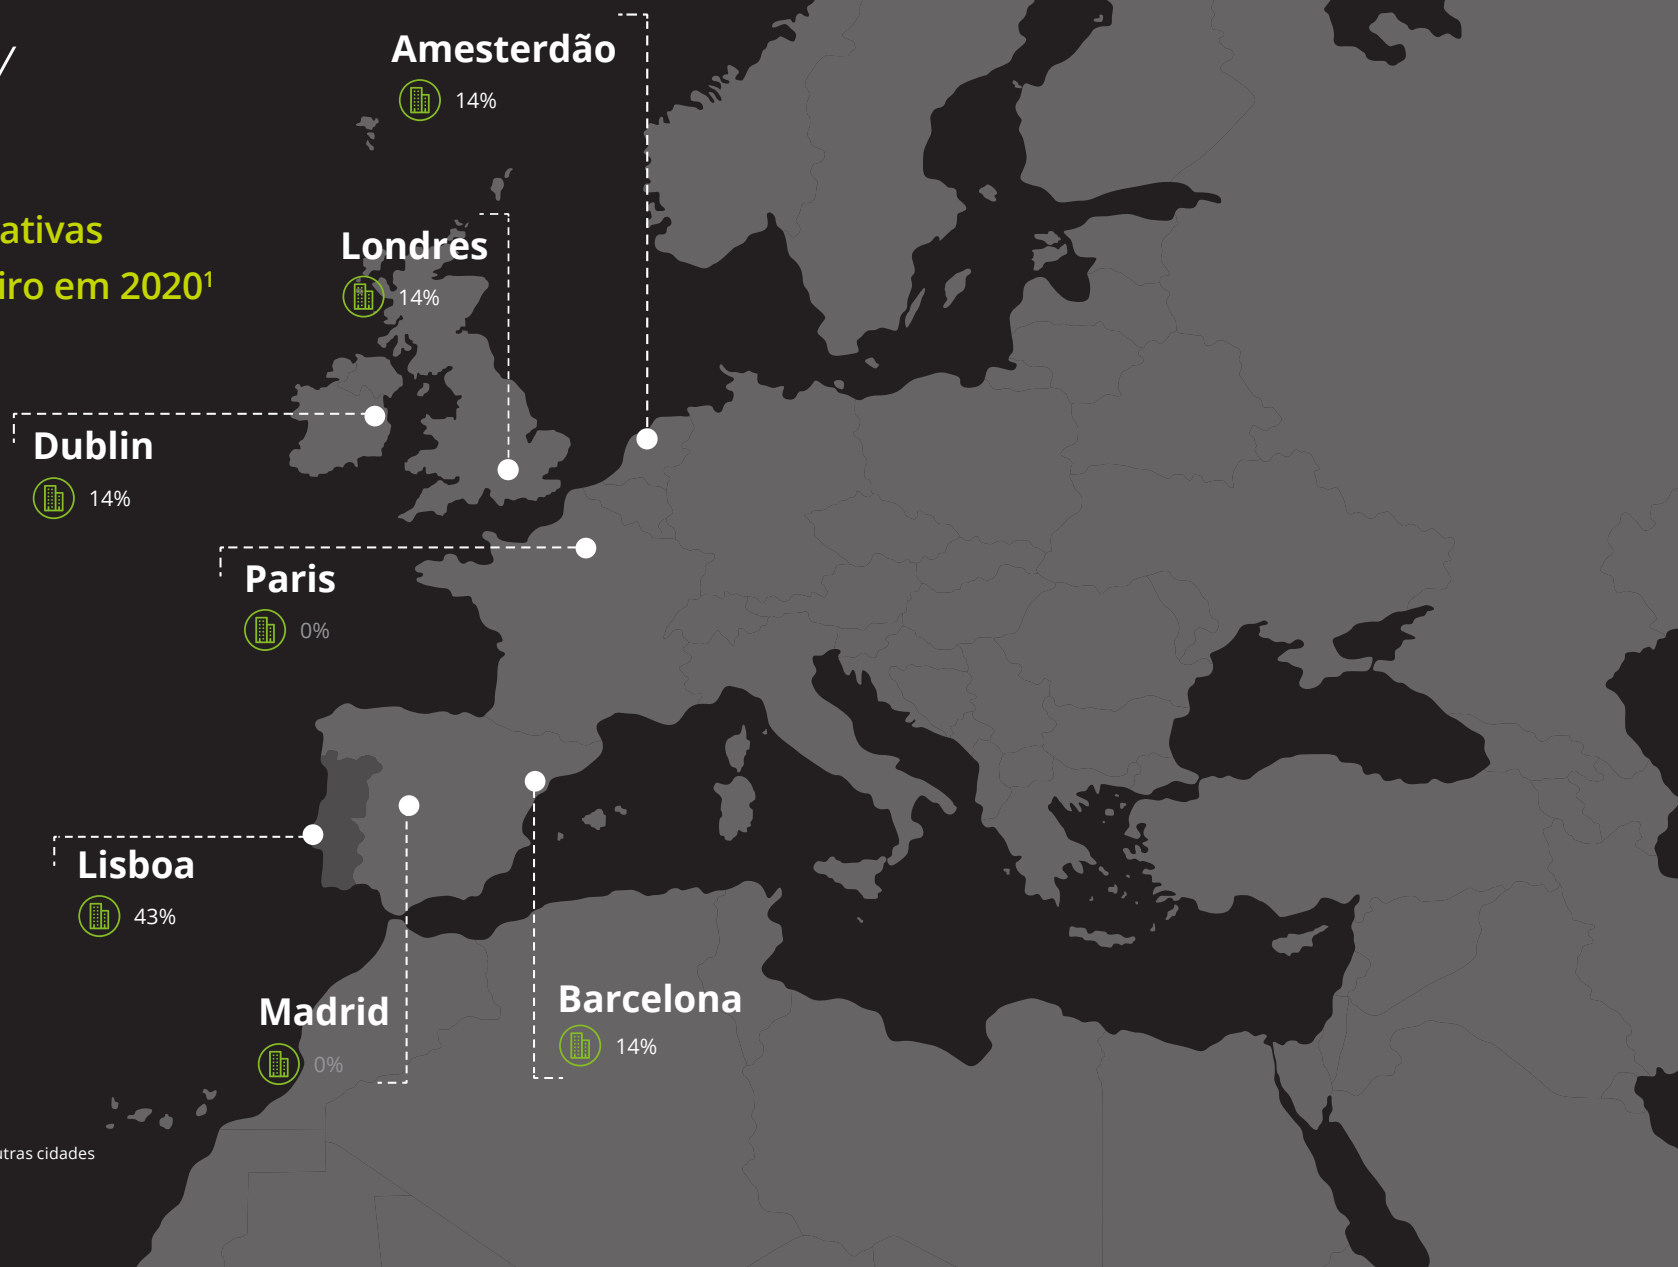 Amesterdão
14%
ativas
iro em 2020¹
Londres
14%
Dublin
14%
Paris
0%
Lisboa
43%
Madrid
0%
Barcelona
14%
utras cidades